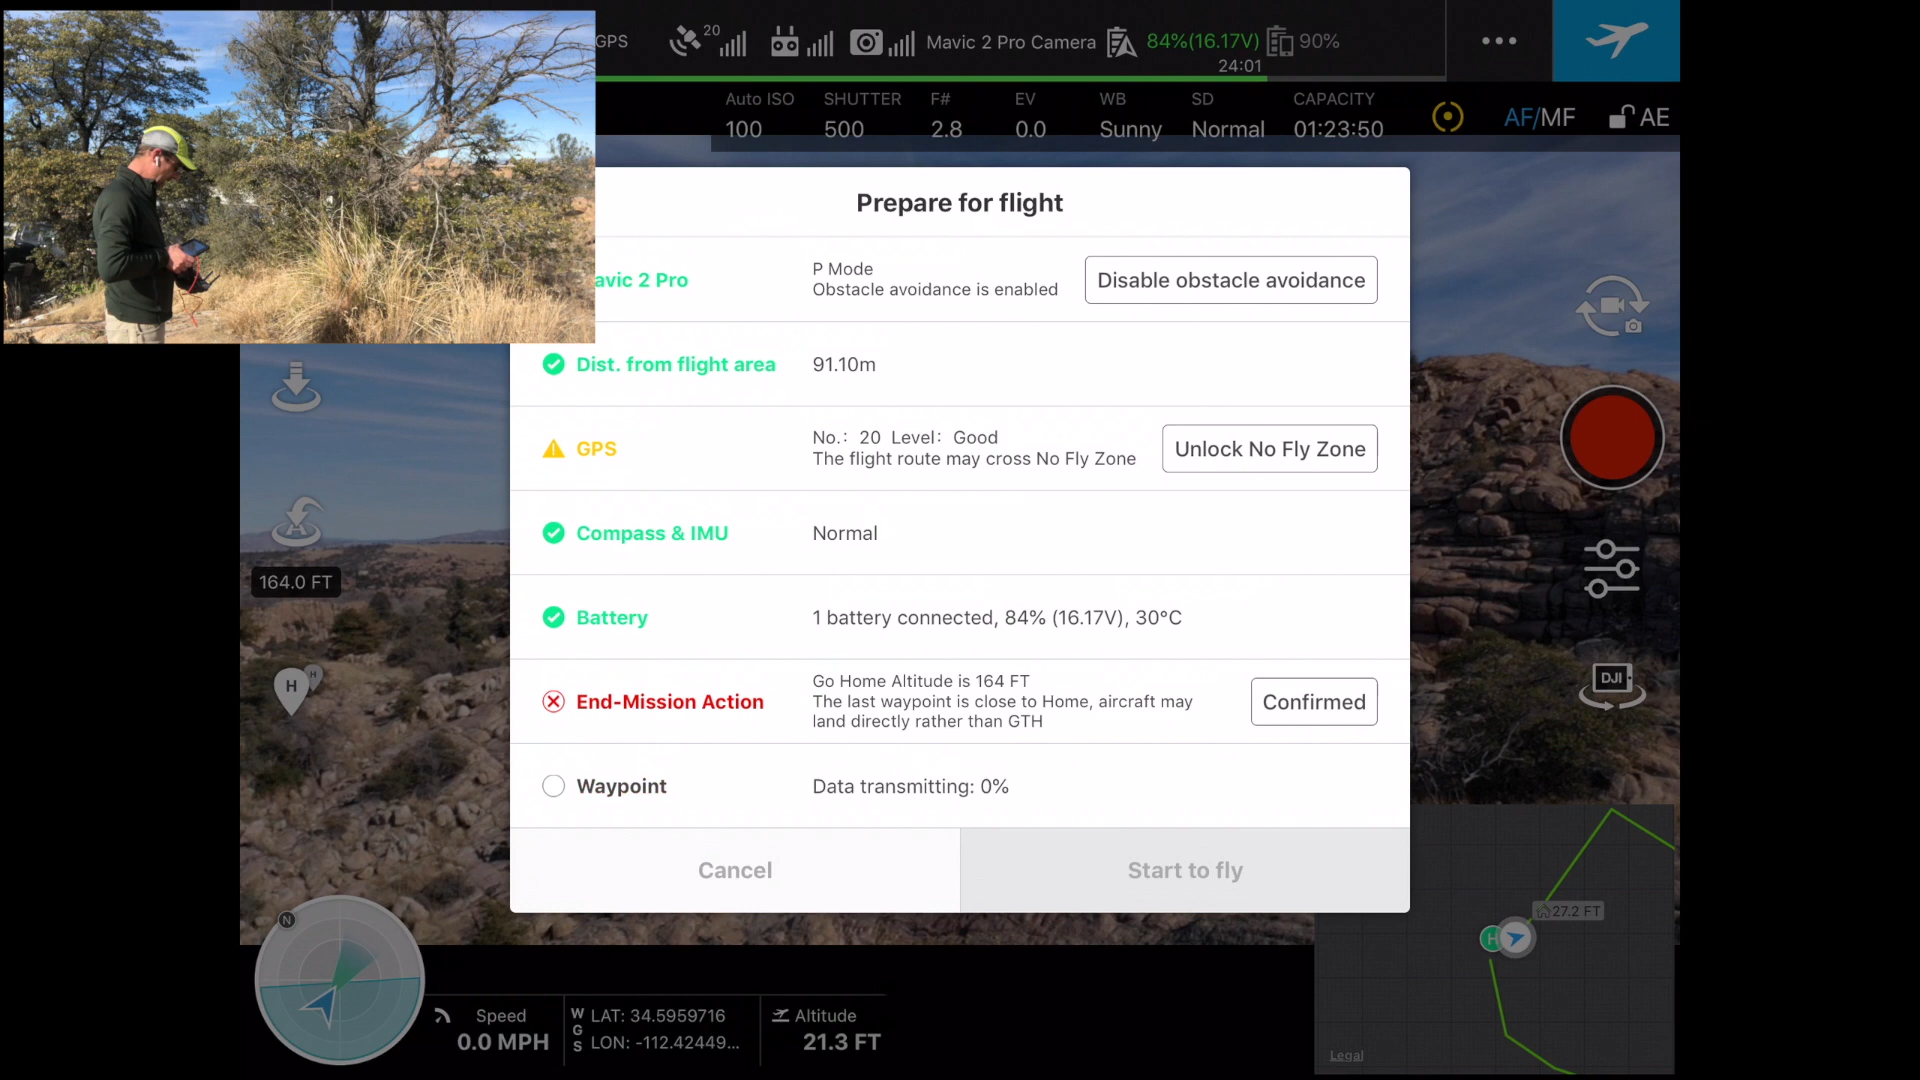 GPS
20
Mavic 2 Pro Camera
84%(16.17V)
90%
24:01
Auto ISO
100
SHUTTER
500
F#
2.8
EV
0.0
WB
Sunny
SD
Normal
CAPACITY
01:23:50
AF/MF
AE
Prepare for flight
avic 2 Pro
P Mode
Obstacle avoidance is enabled
Disable obstacle avoidance
Dist. from flight area
91.10m
GPS
No.: 20 Level: Good
The flight route may cross No Fly Zone
Unlock No Fly Zone
Compass & IMU
Normal
164.0 FT
Battery
1 battery connected, 84% (16.17V), 30°C
H
H
End-Mission Action
Go Home Altitude is 164 FT
The last waypoint is close to Home, aircraft may
land directly rather than GTH
Confirmed
DJI
Waypoint
Data transmitting: 0%
Cancel
Start to fly
N
27.2 FT
H
Speed
0.0 MPH
WGS
LAT: 34.5959716
LON: -112.42449...
Altitude
21.3 FT
Legal